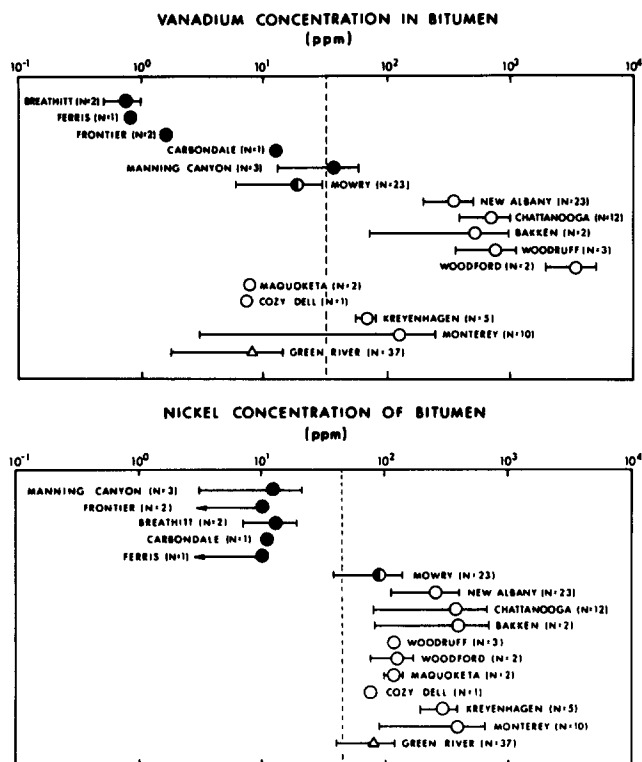 VANADIUM CONCENTRATION IN BITUMEN
(ppm)
10-1 10⁰ 10¹ 10² 10³ 10⁴
BREATHITT (N=2)
FERRIS (N=1)
FRONTIER (N=2)
CARBONDALE (N=1)
MANNING CANYON (N=3)
MOWRY (N=23)
NEW ALBANY (N=23)
CHATTANOOGA (N=12)
BAKKEN (N=2)
WOODRUFF (N=3)
WOODFORD (N=2)
MAQUOKETA (N=2)
COZY DELL (N=1)
KREYENHAGEN (N=5)
MONTEREY (N=10)
GREEN RIVER (N=37)
NICKEL CONCENTRATION OF BITUMEN
(ppm)
10-1 10⁰ 10¹ 10² 10³ 10⁴
MANNING CANYON (N=3)
FRONTIER (N=2)
BREATHITT (N=2)
CARBONDALE (N=1)
FERRIS (N=1)
MOWRY (N=23)
NEW ALBANY (N=23)
CHATTANOOGA (N=12)
BAKKEN (N=2)
WOODRUFF (N=3)
WOODFORD (N=2)
MAQUOKETA (N=2)
COZY DELL (N=1)
KREYENHAGEN (N=5)
MONTEREY (N=10)
GREEN RIVER (N=37)